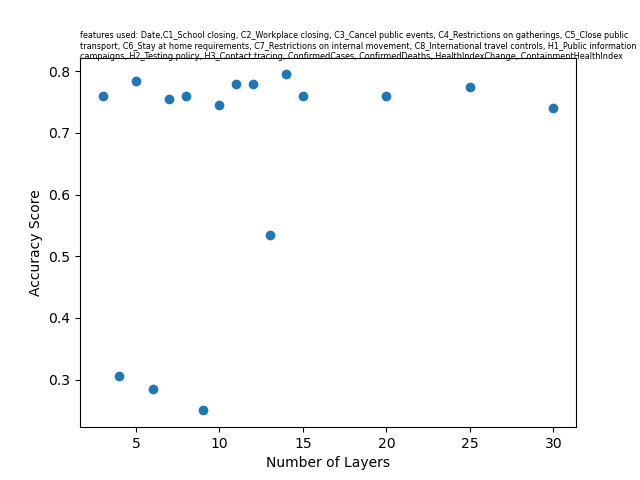 features used: Date,C1_School closing, C2_Workplace closing, C3_Cancel public events, C4_Restrictions on gatherings, C5_Close public
transport, C6_Stay at home requirements, C7_Restrictions on internal movement, C8_International travel controls, H1_Public information
campaigns, H2_Testing policy, H3_Contact tracing, ConfirmedCases, ConfirmedDeaths, HealthIndexChange, ContainmentHealthIndex
0.8
0.7
0.6
0.5
0.4
0.3
Accuracy Score
5 10 15 20 25 30
Number of Layers